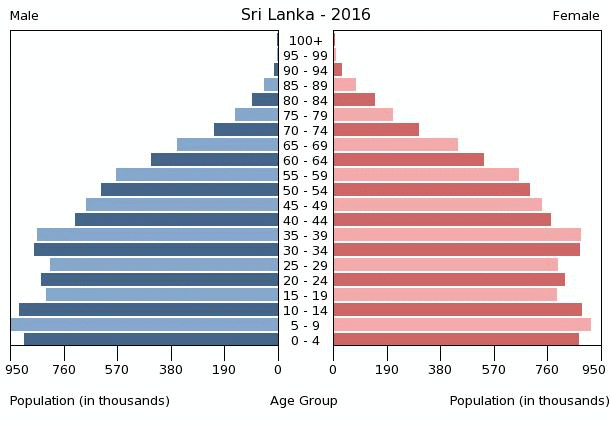 Male Sri Lanka - 2016 Female
100+
95 - 99
90 - 94
85 - 89
80 - 84
75 - 79
70 - 74
65 - 69
60 - 64
55 - 59
50 - 54
45 - 49
40 - 44
35 - 39
30 - 34
25 - 29
20 - 24
15 - 19
10 - 14
5 - 9
0 - 4
950 760 570 380 190 0 0 190 380 570 760 950
Population (in thousands) Age Group Population (in thousands)